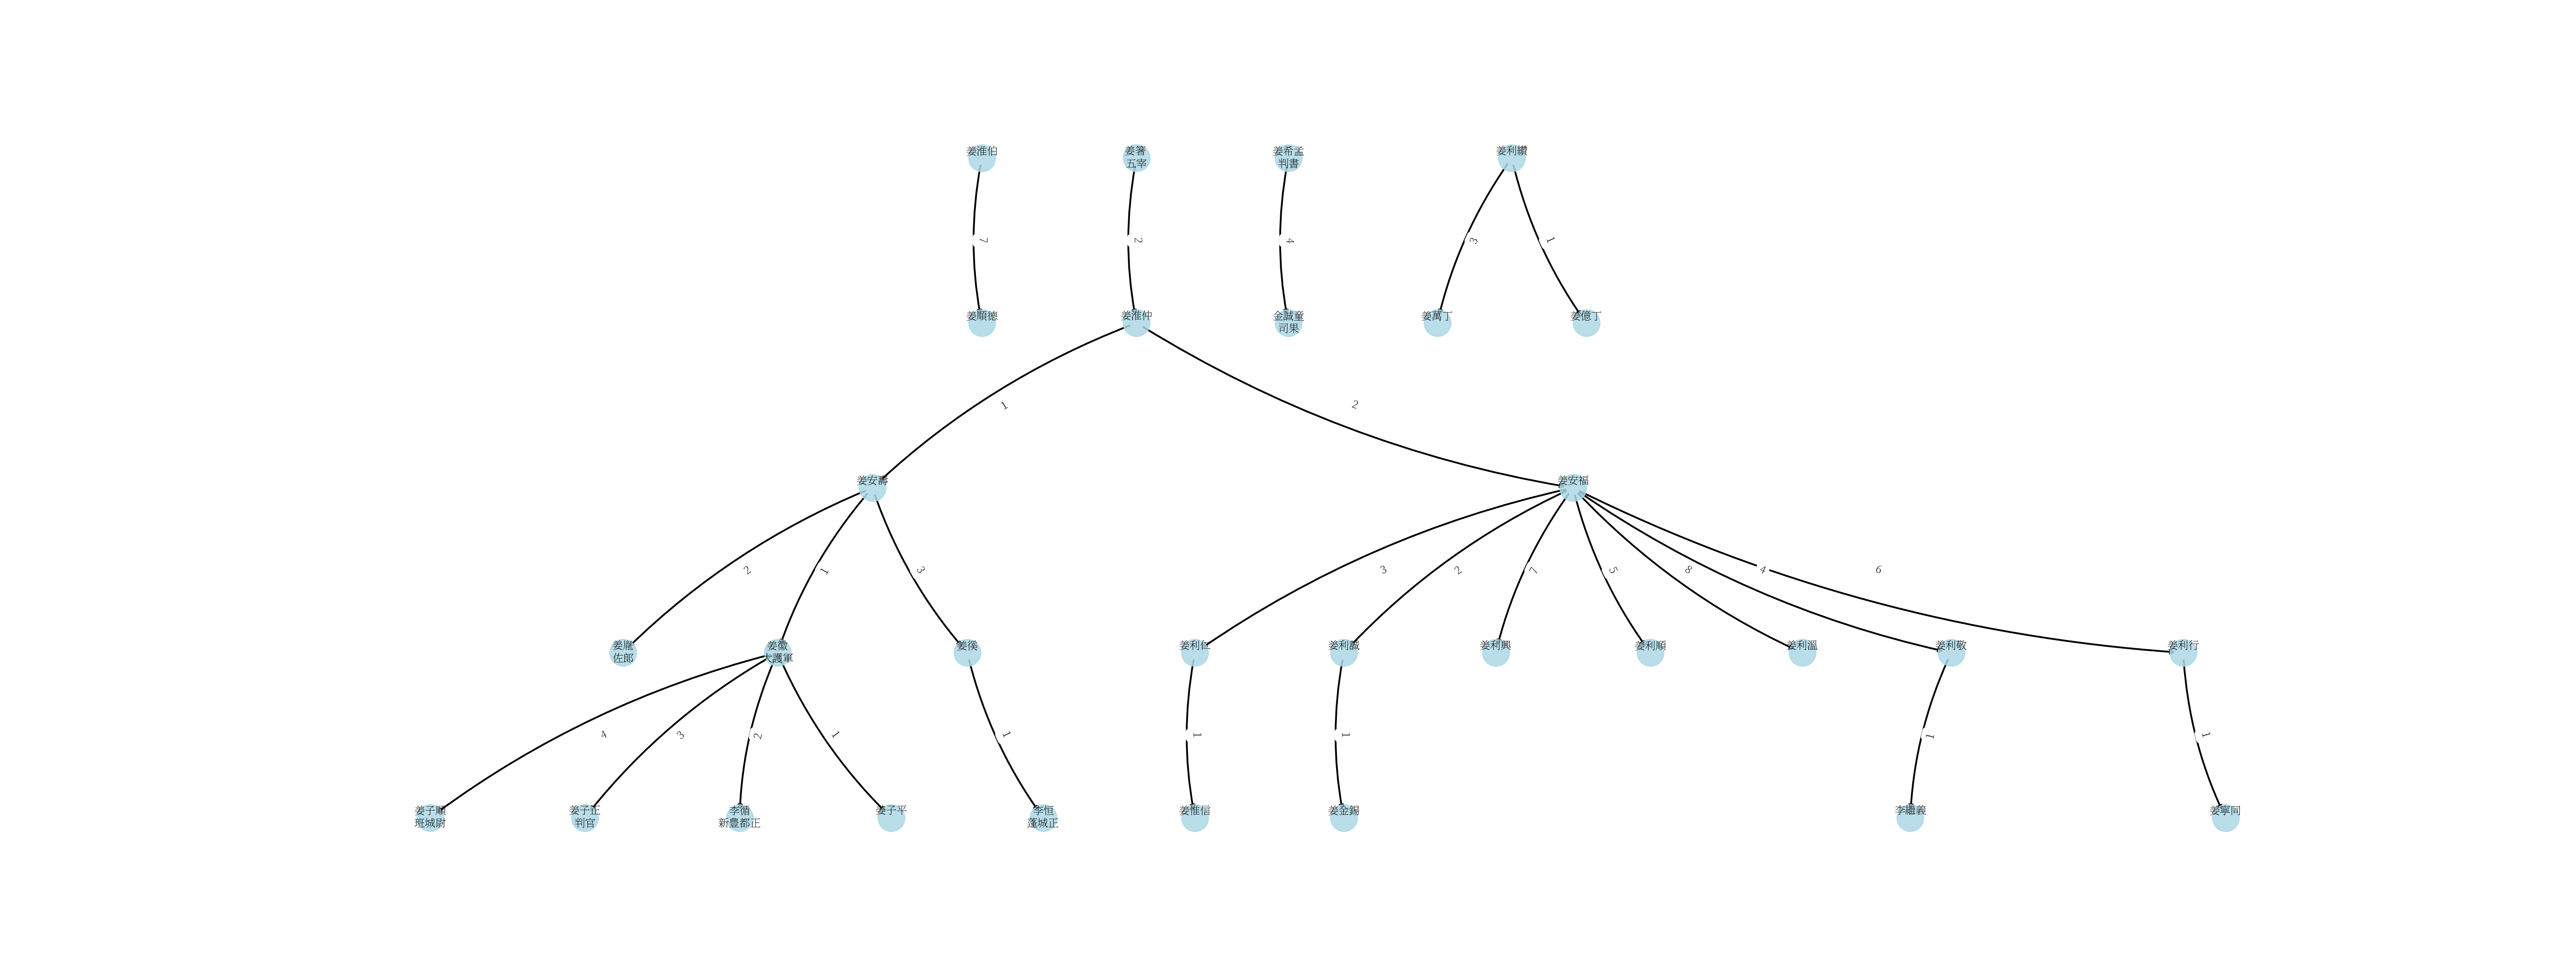 姜淮伯
姜箸
五宰
姜希孟
判書
姜利纘
7
2
4
3
1
姜順德
姜淮仲
金誠童
司果
姜萬丁
姜億丁
1
2
姜安壽
姜安福
2
1
3
3
2
7
5
8
4
6
佐郎
姜徽
大護軍
姜徯
姜利仁
姜利誠
姜利興
姜利順
姜利溫
姜利敬
姜利行
4
3
2
1
1
1
1
1
1
姜子順
班城尉
姜子正
判官
李循
新豊都正
姜子平
李恒
蓬城正
姜惟信
姜金錫
李繼義
姜寧同